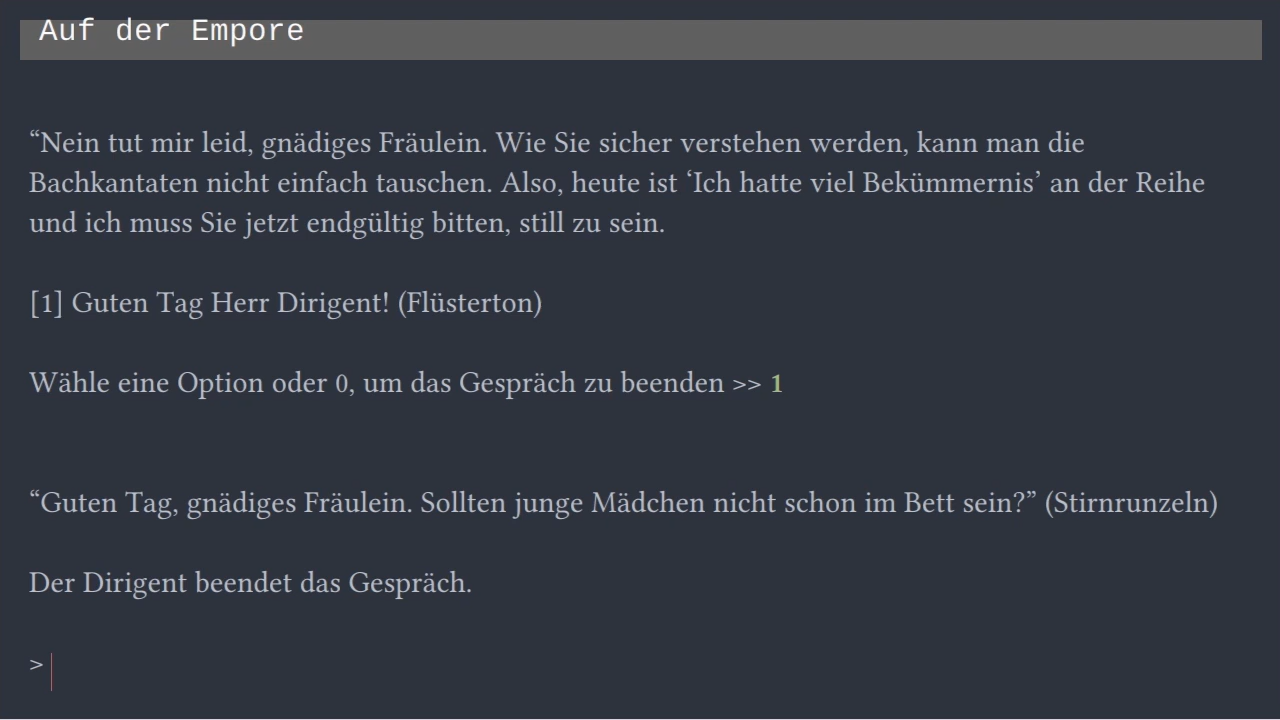 Auf der Empore
“Nein tut mir leid, gnädiges Fräulein. Wie Sie sicher verstehen werden, kann man die
Bachkantaten nicht einfach tauschen. Also, heute ist ‘Ich hatte viel Bekümmernis’ an der Reihe
und ich muss Sie jetzt endgültig bitten, still zu sein.
[1] Guten Tag Herr Dirigent! (Flüsterton)
Wähle eine Option oder 0, um das Gespräch zu beenden >> 1
“Guten Tag, gnädiges Fräulein. Sollten junge Mädchen nicht schon im Bett sein?” (Stirnrunzeln)
Der Dirigent beendet das Gespräch.
>